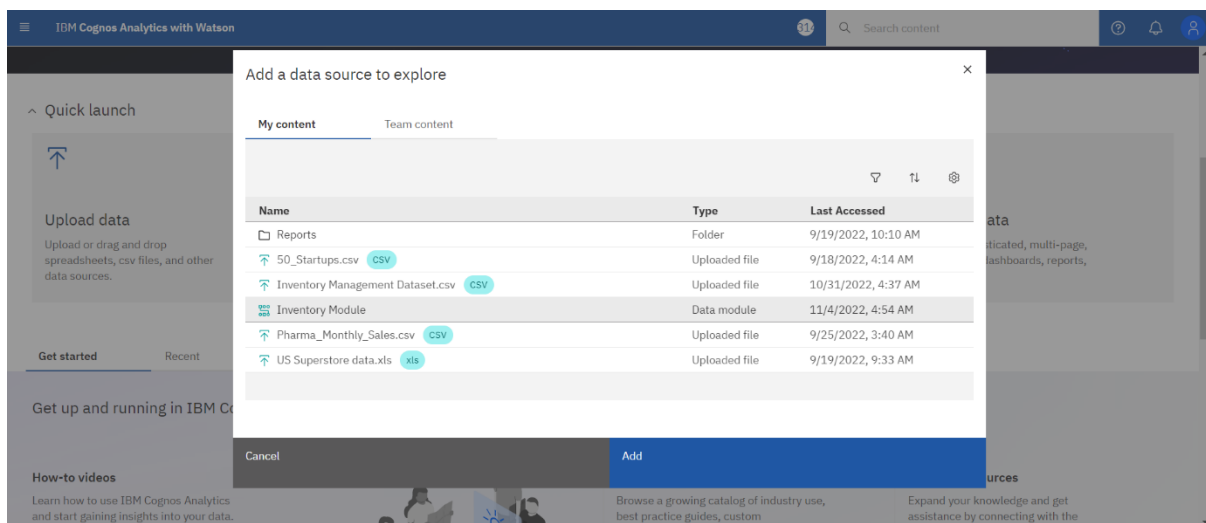 IBM Cognos Analytics with Watson
314
Search content
Add a data source to explore
Quick launch
My content Team content
Name Type Last Accessed
Upload data
Upload or drag and drop
spreadsheets, csv files, and other
data sources.
Reports Folder 9/19/2022, 10:10 AM
50_Startups.csv CSV Uploaded file 9/18/2022, 4:14 AM
Inventory Management Dataset.csv CSV Uploaded file 10/31/2022, 4:37 AM
Inventory Module Data module 11/4/2022, 4:54 AM
Pharma_Monthly_Sales.csv CSV Uploaded file 9/25/2022, 3:40 AM
US Superstore data.xls xls Uploaded file 9/19/2022, 9:33 AM
ata
sticated, multi-page,
dashboards, reports,
Get started Recent
Get up and running in IBM Co
Cancel Add
How-to videos
Learn how to use IBM Cognos Analytics
and start gaining insights into your data.
Browse a growing catalog of industry use,
best practice guides, custom
urces
Expand your knowledge and get
assistance by connecting with the